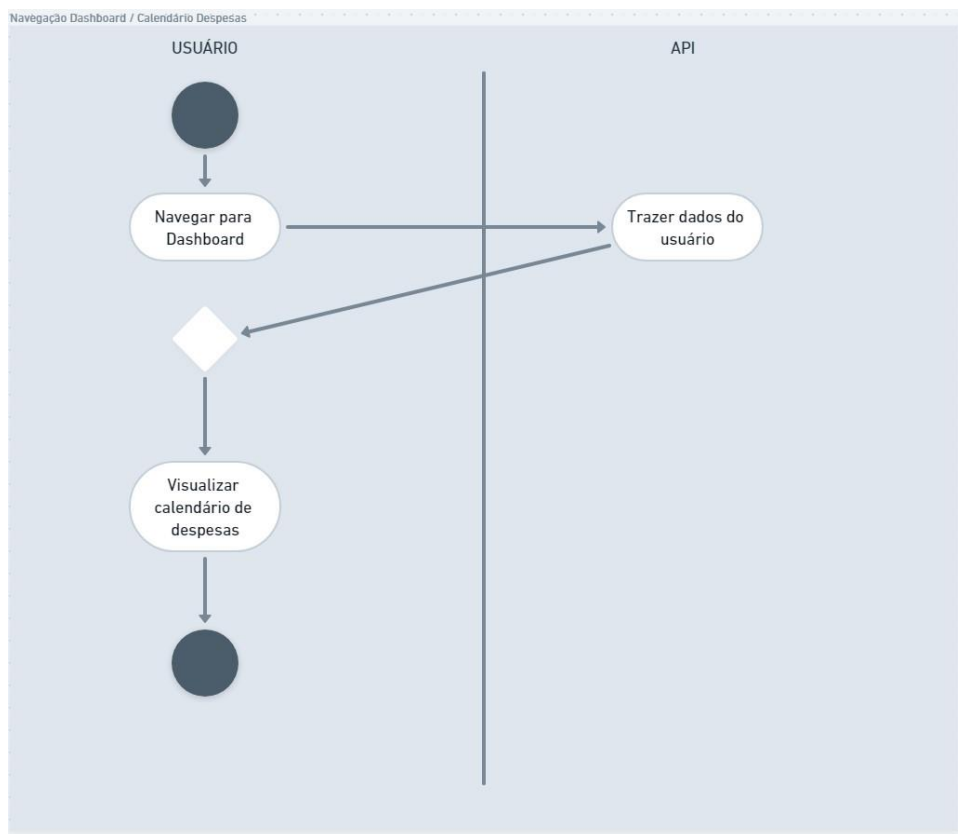 Navegação Dashboard / Calendário Despesas
USUÁRIO
API
Navegar para
Dashboard
Trazer dados do
usuário
Visualizar
calendário de
despesas